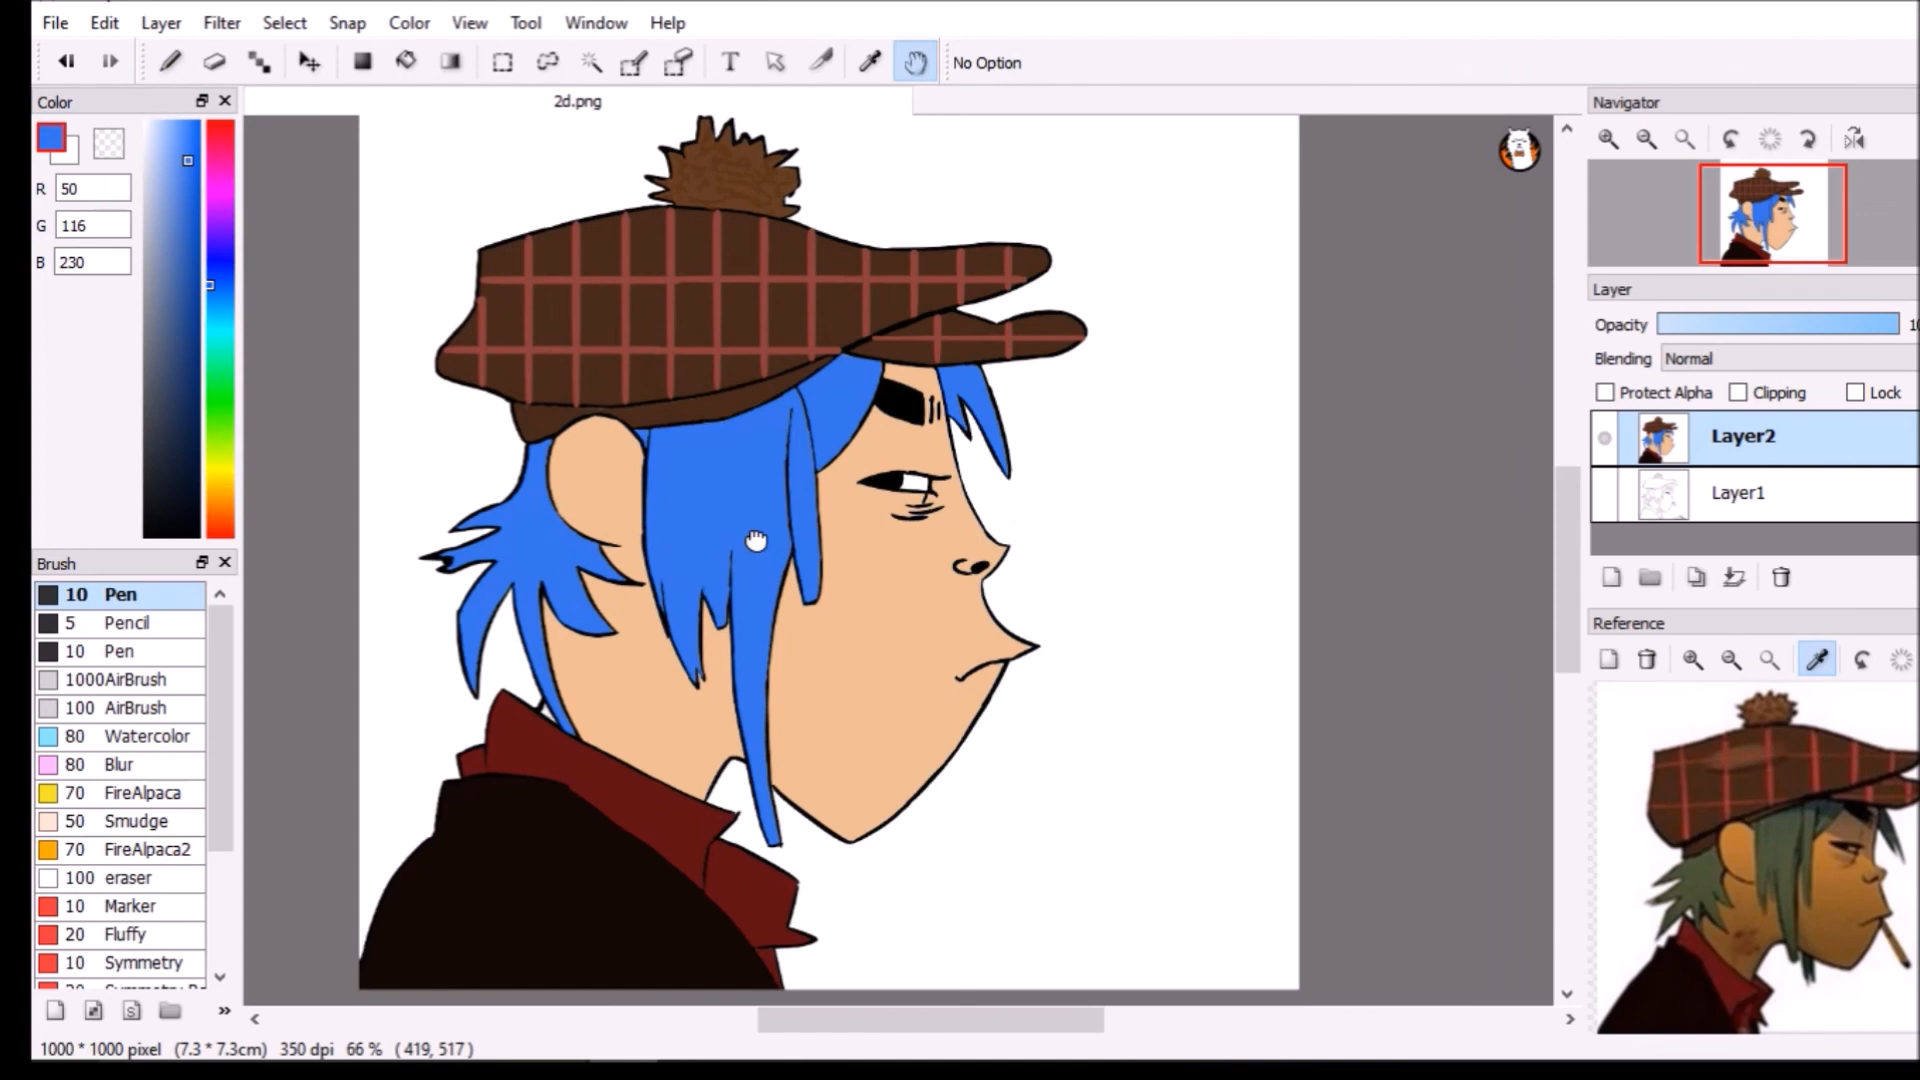 File Edit Layer Filter Select Snap Color View Tool Window Help
No Option
Color
2d.png
Navigator
R 50
G 116
B 230
Layer
Opacity
Blending Normal
Protect Alpha Clipping Lock
Layer2
Layer1
Brush
10 Pen
5 Pencil
10 Pen
1000 AirBrush
100 AirBrush
80 Watercolor
80 Blur
70 FireAlpaca
50 Smudge
70 FireAlpaca2
100 eraser
10 Marker
20 Fluffy
10 Symmetry
Reference
1000 * 1000 pixel (7.3 * 7.3cm) 350 dpi 66 % ( 419, 517 )